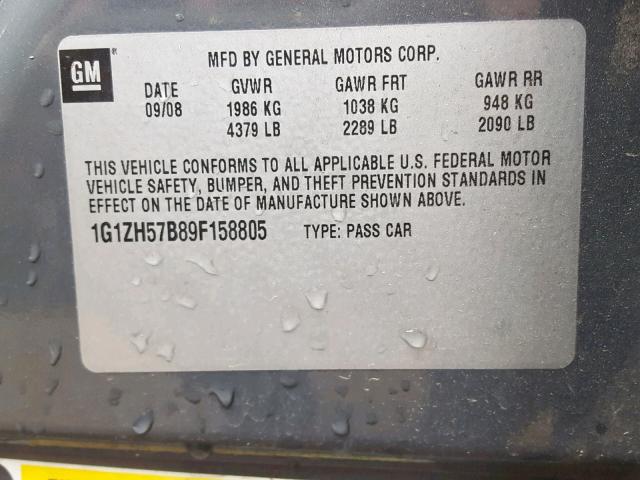 GM ®
MFD BY GENERAL MOTORS CORP.
DATE GVWR GAWR FRT GAWR RR
09/08 1986 KG 1038 KG 948 KG
4379 LB 2289 LB 2090 LB
THIS VEHICLE CONFORMS TO ALL APPLICABLE U.S. FEDERAL MOTOR
VEHICLE SAFETY, BUMPER, AND THEFT PREVENTION STANDARDS IN
EFFECT ON THE DATE OF MANUFACTURE SHOWN ABOVE.
1G1ZH57B89F158805 TYPE: PASS CAR